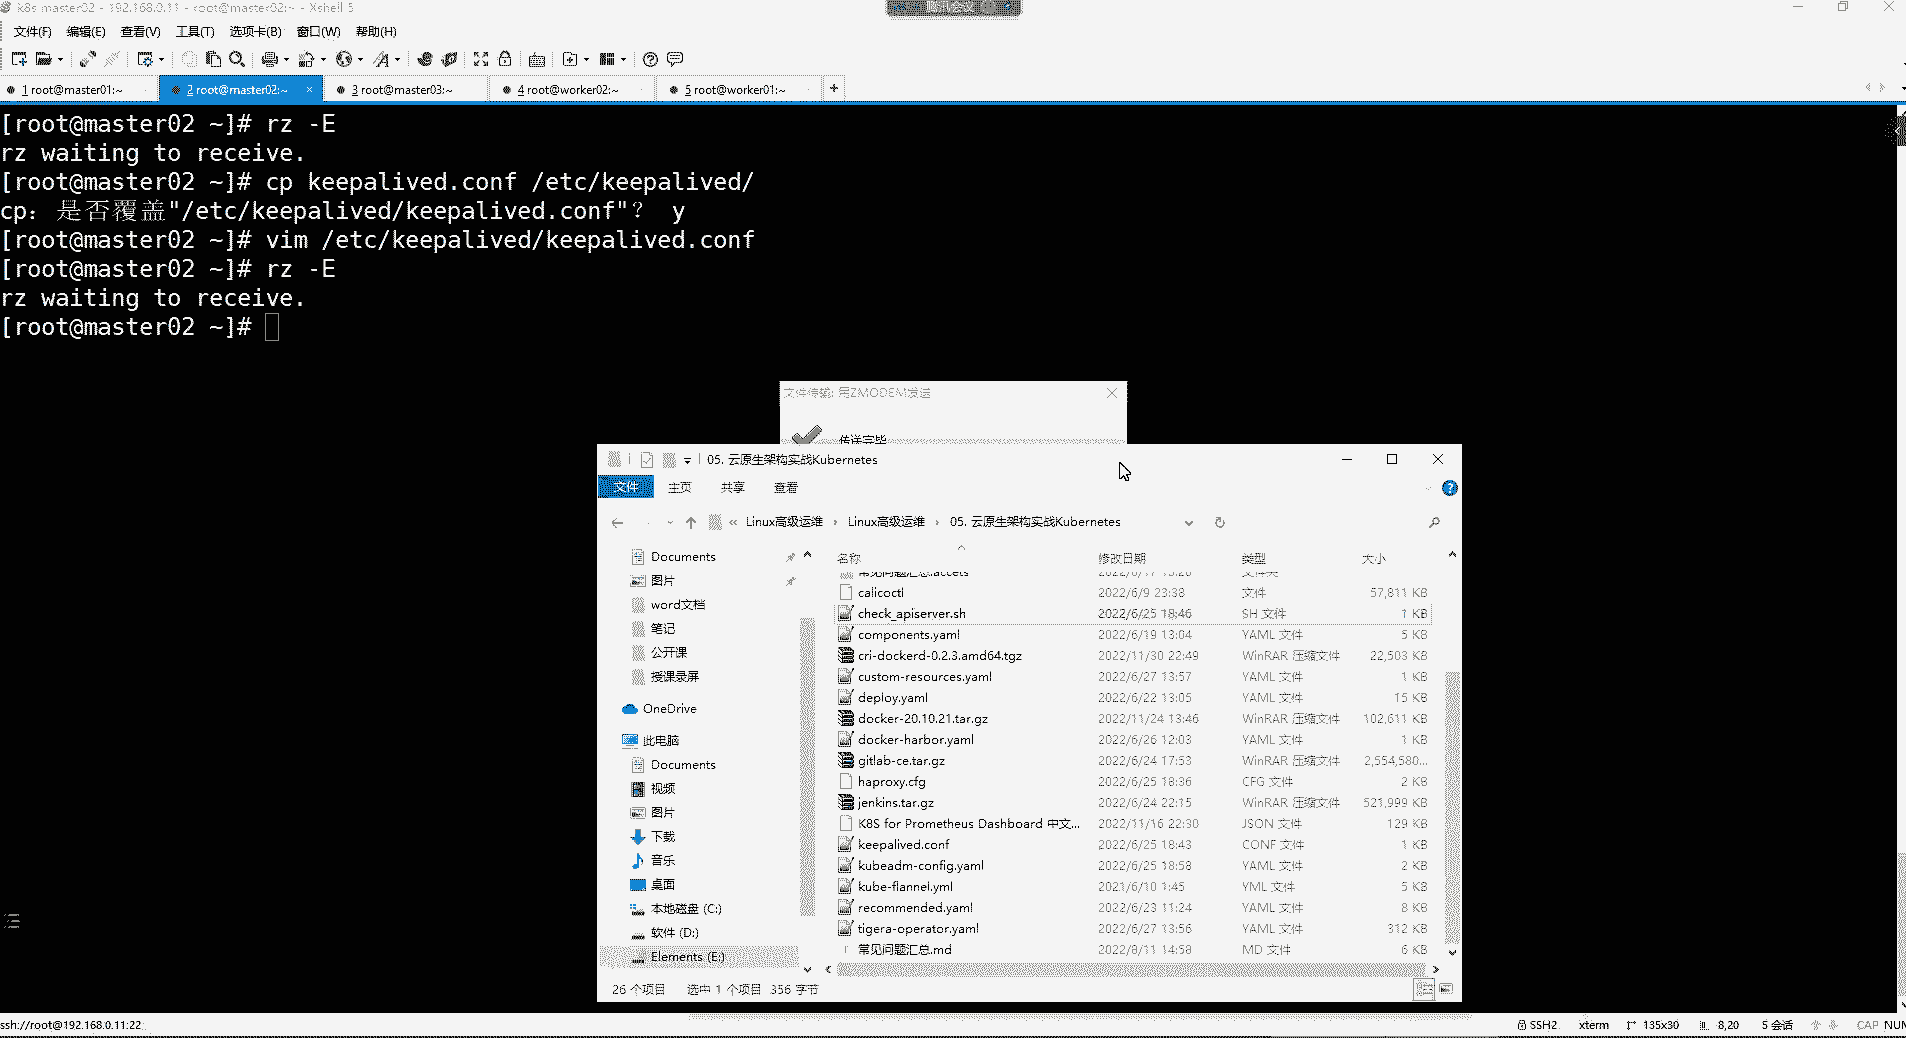 k8s master02 - 192.168.0.11 - root@master02:~ - Xshell 5
腾讯会议
文件(F) 编辑(E) 查看(V) 工具(T) 选项卡(B) 窗口(W) 帮助(H)
1 root@master01:~ 2 root@master02:~ × 3 root@master03:~ 4 root@worker02:~ 5 root@worker01:~ +
[root@master02 ~]# rz -E
rz waiting to receive.
[root@master02 ~]# cp keepalived.conf /etc/keepalived/
cp：是否覆盖"/etc/keepalived/keepalived.conf"？ y
[root@master02 ~]# vim /etc/keepalived/keepalived.conf
[root@master02 ~]# rz -E
rz waiting to receive.
[root@master02 ~]#
文件传输: 用ZMODEM发送
传送完毕
05. 云原生架构实战Kubernetes
文件 主页 共享 查看
« Linux高级运维 › Linux高级运维 › 05. 云原生架构实战Kubernetes
Documents
图片
word文档
笔记
公开课
授课录屏
OneDrive
此电脑
Documents
视频
图片
下载
音乐
桌面
本地磁盘 (C:)
软件 (D:)
Elements (E:)
名称 修改日期 类型 大小
常见问题汇总.assets 2022/6/17 15:20 文件夹
calicoctl 2022/6/9 23:38 文件 57,811 KB
check_apiserver.sh 2022/6/25 18:46 SH 文件 1 KB
components.yaml 2022/6/19 13:04 YAML 文件 5 KB
cri-dockerd-0.2.3.amd64.tgz 2022/11/30 22:49 WinRAR 压缩文件 22,503 KB
custom-resources.yaml 2022/6/27 13:57 YAML 文件 1 KB
deploy.yaml 2022/6/22 13:05 YAML 文件 15 KB
docker-20.10.21.tar.gz 2022/11/24 13:46 WinRAR 压缩文件 102,611 KB
docker-harbor.yaml 2022/6/26 12:03 YAML 文件 1 KB
gitlab-ce.tar.gz 2022/6/24 17:53 WinRAR 压缩文件 2,554,580...
haproxy.cfg 2022/6/25 18:36 CFG 文件 2 KB
jenkins.tar.gz 2022/6/24 22:15 WinRAR 压缩文件 521,999 KB
K8S for Prometheus Dashboard 中文... 2022/11/16 22:30 JSON 文件 129 KB
keepalived.conf 2022/6/25 18:43 CONF 文件 1 KB
kubeadm-config.yaml 2022/6/25 18:58 YAML 文件 2 KB
kube-flannel.yml 2021/6/10 1:45 YML 文件 5 KB
recommended.yaml 2022/6/23 11:24 YAML 文件 8 KB
tigera-operator.yaml 2022/6/27 13:56 YAML 文件 312 KB
常见问题汇总.md 2022/8/11 14:58 MD 文件 6 KB
26 个项目 选中 1 个项目 356 字节
ssh://root@192.168.0.11:22 SSH2 xterm 135x30 8,20 5 会话 CAP NUM